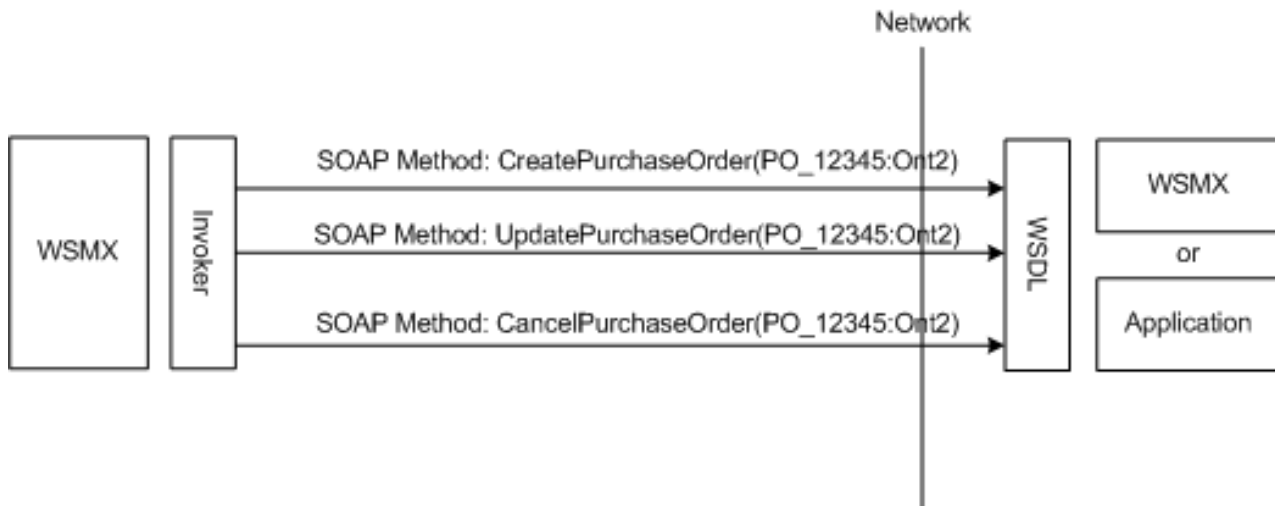 Network
SOAP Method: CreatePurchaseOrder(PO_12345:Ont2)
WSMX
SOAP Method: UpdatePurchaseOrder(PO_12345:Ont2)
WSMX
Invoker
WSDL
or
SOAP Method: CancelPurchaseOrder(PO_12345:Ont2)
Application